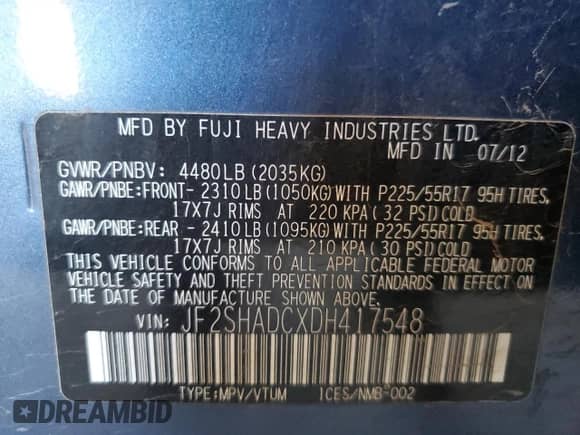 MFD BY FUJI HEAVY INDUSTRIES LTD.
MFD IN 07/12
GVWR/PNBV: 4480LB(2035KG)
GAWR/PNBE:FRONT- 2310LB(1050KG)WITH P225/55R17 95H TIRES,
17X7J RIMS AT 220 KPA( 32 PSI)COLD
GAWR/PNBE:REAR - 2410LB(1095KG)WITH P225/55R17 95H TIRES,
17X7J RIMS AT 210 KPA( 30 PSI)COLD
THIS VEHICLE CONFORMS TO ALL APPLICABLE FEDERAL MOTOR
VEHICLE SAFETY AND THEFT PREVENTION STANDARDS IN EFFECT
ON THE DATE OF MANUFACTURE SHOWN ABOVE.
VIN: JF2SHADCXDH417548
TYPE:MPV/VTUM ICES/NMB-002
DREAMBID